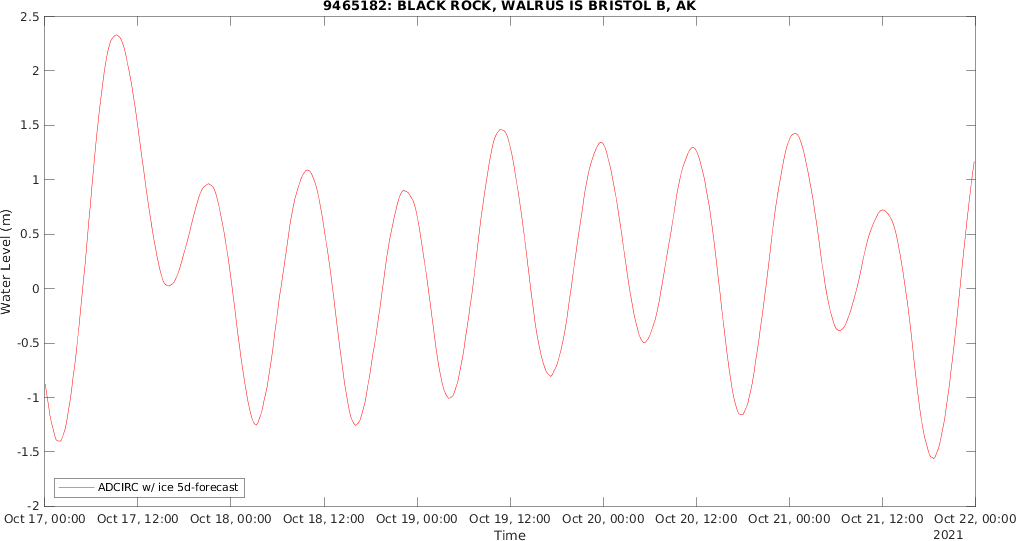 9465182: BLACK ROCK, WALRUS IS BRISTOL B, AK
2.5
2
1.5
1
0.5
0
-0.5
-1
-1.5
-2
Water Level (m)
ADCIRC w/ ice 5d-forecast
Oct 17, 00:00 Oct 17, 12:00 Oct 18, 00:00 Oct 18, 12:00 Oct 19, 00:00 Oct 19, 12:00 Oct 20, 00:00 Oct 20, 12:00 Oct 21, 00:00 Oct 21, 12:00 Oct 22, 00:00
Time
2021